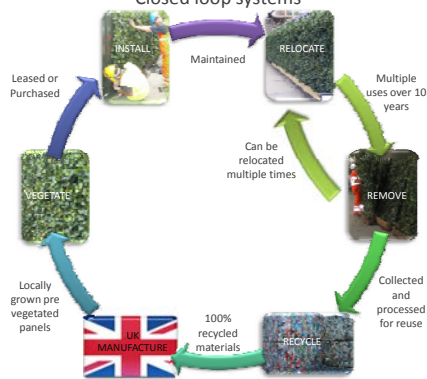 Closed loop systems
INSTALL
Maintained
RELOCATE
Multiple
uses over 10
years
Can be
relocated
multiple times
REMOVE
Collected
and
processed
for reuse
RECYCLE
100%
recycled
materials
UK
MANUFACTURE
Locally
grown pre
vegetated
panels
VEGETATE
Leased or
Purchased